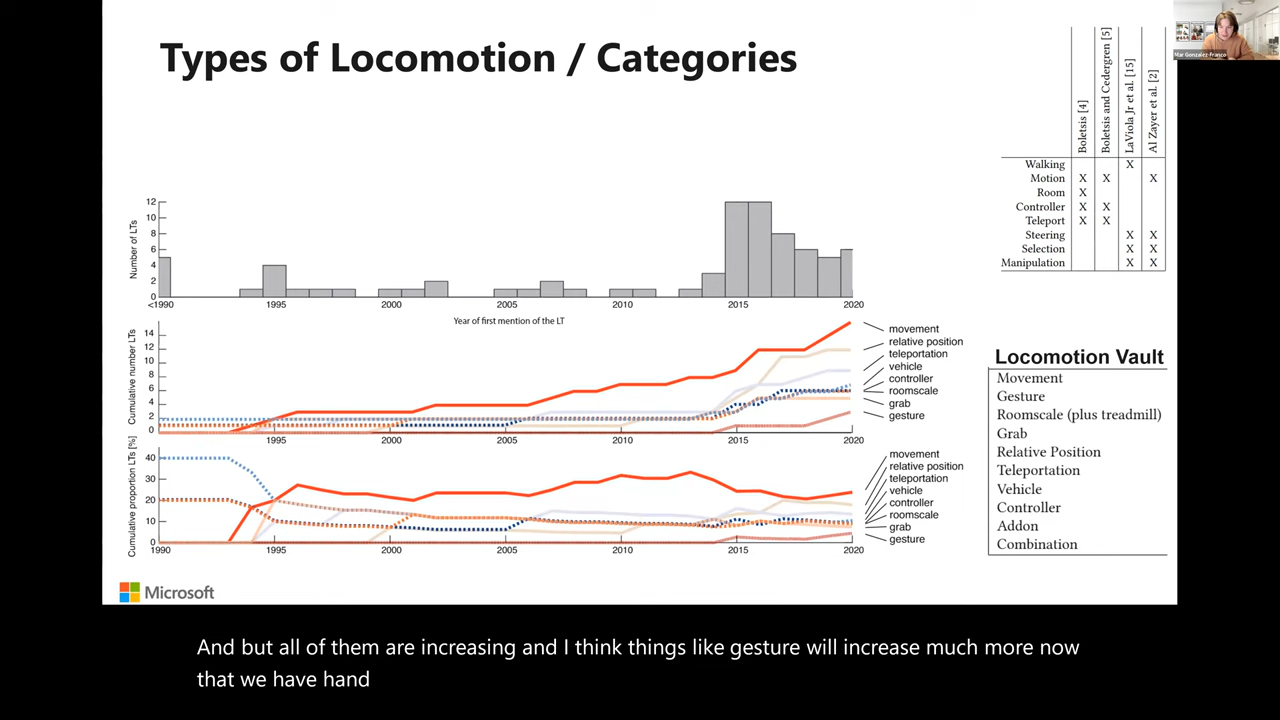 Types of Locomotion / Categories
Mar Gonzalez Franco
Boletsis [4]
Boletsis and Cedergren [5]
LaViola Jr et al. [15]
Al Zayer et al. [2]
Walking X
Motion X X X
Room X
Controller X X
Teleport X X
Steering X X
Selection X X
Manipulation X X
Number of LTs
12
10
8
6
4
2
0
<1990 1995 2000 2005 2010 2015 2020
Year of first mention of the LT
Cumulative number LTs
14
12
10
8
6
4
2
0
1995 2000 2005 2010 2015 2020
movement
relative position
teleportation
vehicle
controller
roomscale
grab
gesture
Cumulative proportion LTs [%]
40
30
20
10
0
1990 1995 2000 2005 2010 2015 2020
movement
relative position
teleportation
vehicle
controller
roomscale
grab
gesture
Locomotion Vault
Movement
Gesture
Roomscale (plus treadmill)
Grab
Relative Position
Teleportation
Vehicle
Controller
Addon
Combination
Microsoft
And but all of them are increasing and I think things like gesture will increase much more now
that we have hand